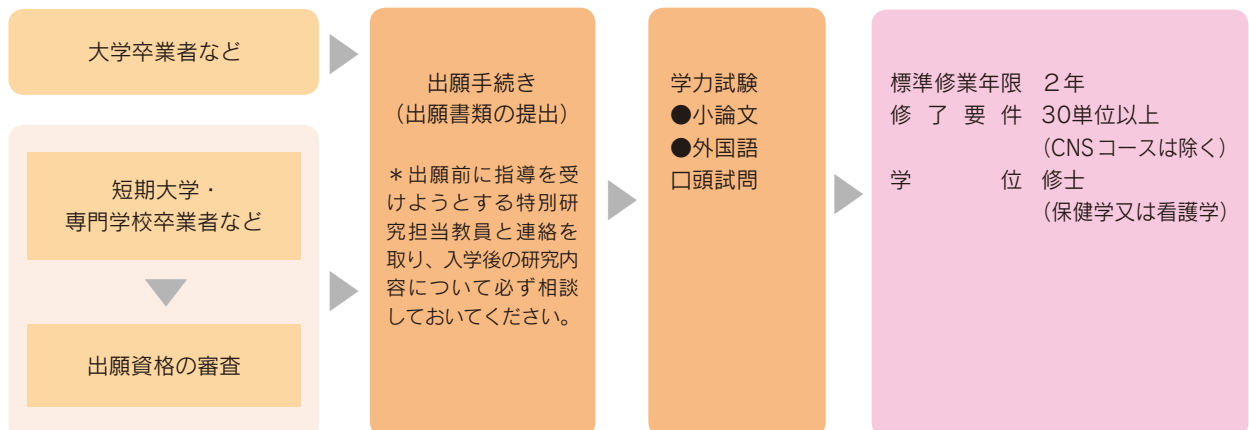 大学卒業者など
短期大学・
専門学校卒業者など
出願資格の審査
出願手続き
（出願書類の提出）
＊出願前に指導を受
けようとする特別研
究担当教員と連絡を
取り、入学後の研究内
容について必ず相談
しておいてください。
学力試験
●小論文
●外国語
口頭試問
標準修業年限　２年
修了要件　30単位以上
（CNSコースは除く）
学位　修士
（保健学又は看護学）